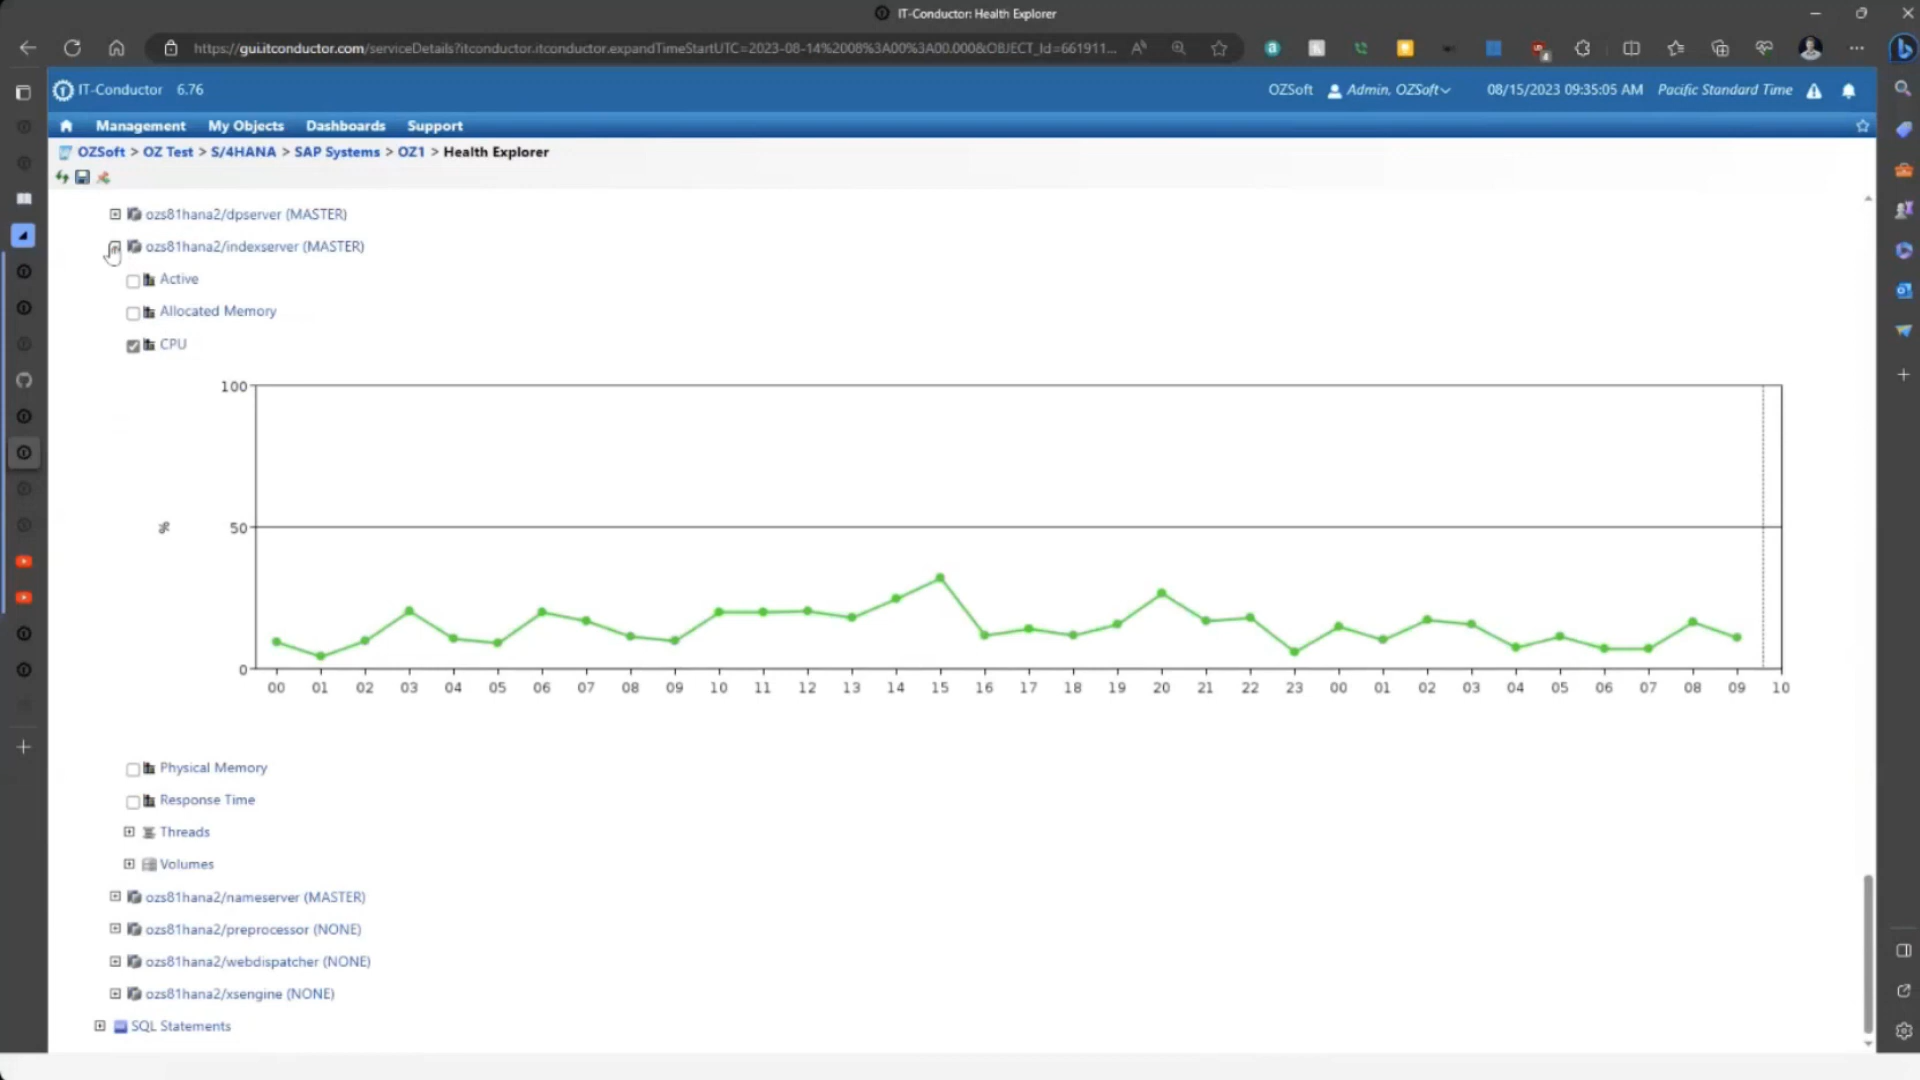 IT-Conductor: Health Explorer
https://gui.itconductor.com/serviceDetails?itconductor.itconductor.expandTimeStartUTC=2023-08-14%2008%3A00%3A00.000&OBJECT_Id=661911...
IT-Conductor 6.76
OZSoft Admin, OZSoft 08/15/2023 09:35:05 AM Pacific Standard Time
Management My Objects Dashboards Support
OZSoft > OZ Test > S/4HANA > SAP Systems > OZ1 > Health Explorer
ozs81hana2/dpserver (MASTER)
ozs81hana2/indexserver (MASTER)
Active
Allocated Memory
CPU
100
%
50
0
00 01 02 03 04 05 06 07 08 09 10 11 12 13 14 15 16 17 18 19 20 21 22 23 00 01 02 03 04 05 06 07 08 09 10
Physical Memory
Response Time
Threads
Volumes
ozs81hana2/nameserver (MASTER)
ozs81hana2/preprocessor (NONE)
ozs81hana2/webdispatcher (NONE)
ozs81hana2/xsengine (NONE)
SQL Statements